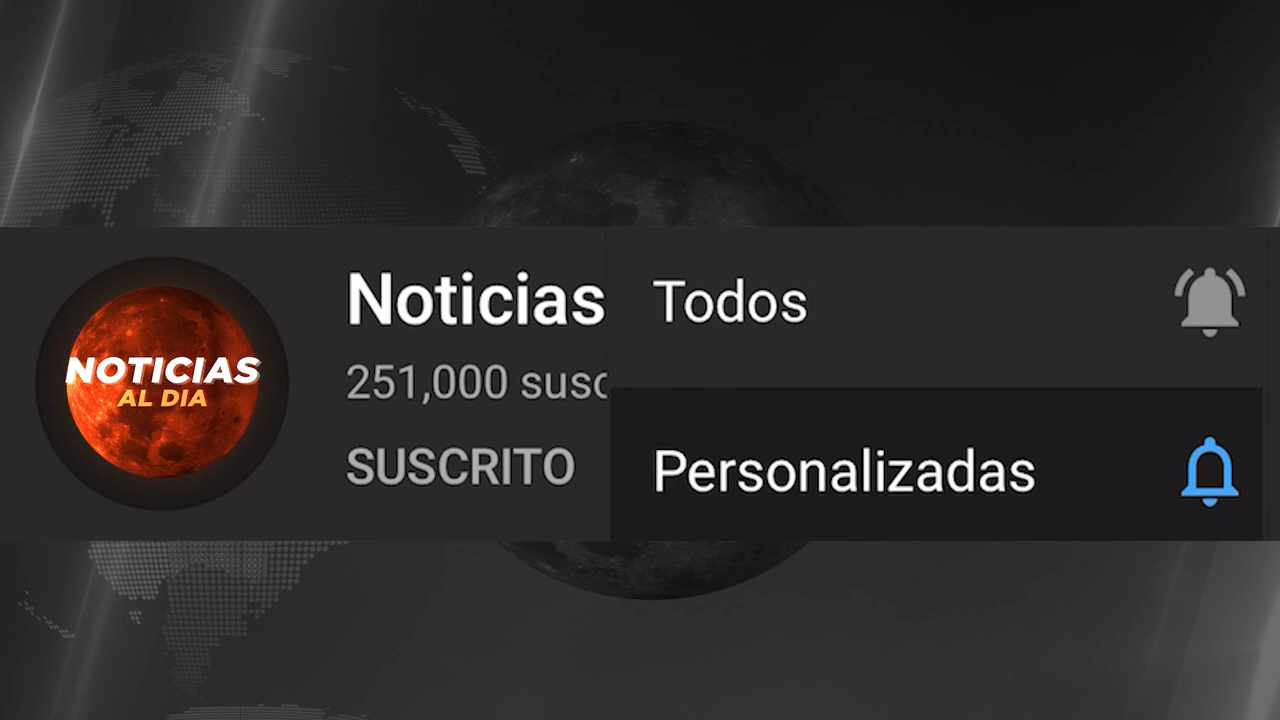 NOTICIAS
AL DIA
Noticias
251,000 susc
SUSCRITO
Todos
Personalizadas